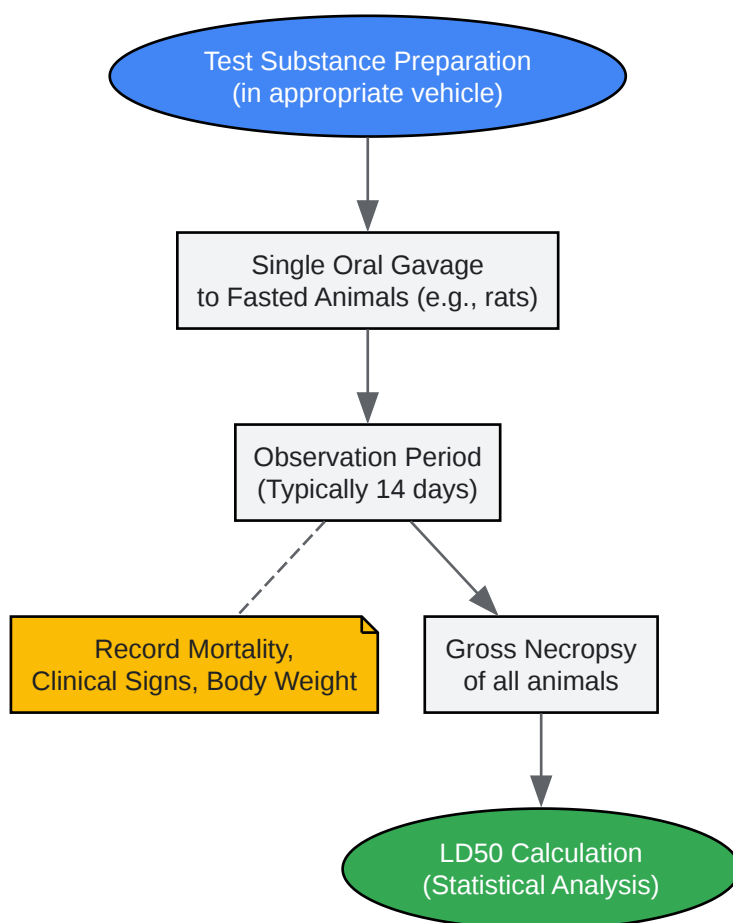 Test Substance Preparation
(in appropriate vehicle)
Single Oral Gavage
to Fasted Animals (e.g., rats)
Observation Period
(Typically 14 days)
Record Mortality,
Clinical Signs, Body Weight
Gross Necropsy
of all animals
LD50 Calculation
(Statistical Analysis)